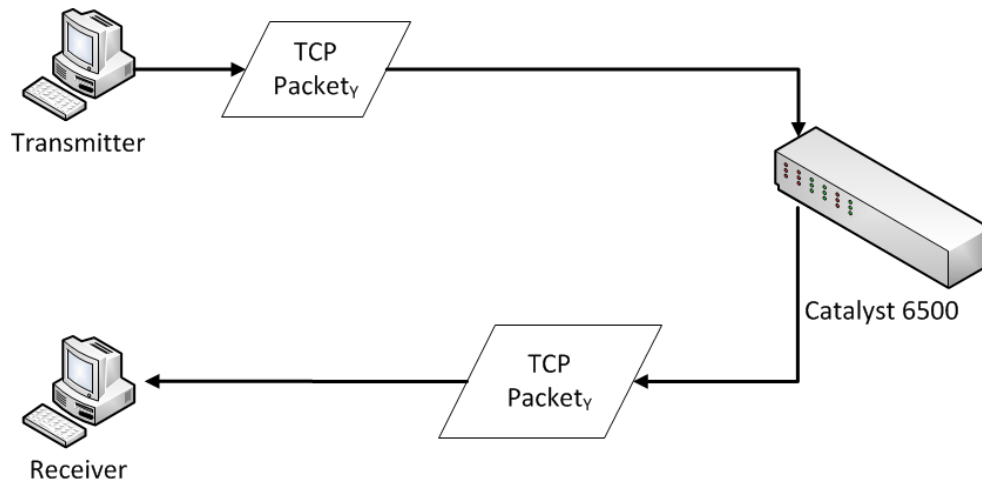 TCP
PacketY
Transmitter
Catalyst 6500
TCP
PacketY
Receiver